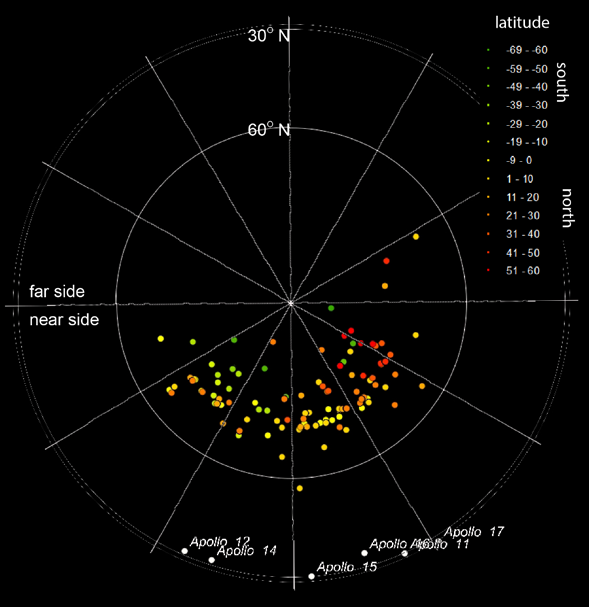 latitude
30° N
-69 - -60
-59 - -50
-49 - -40
-39 - -30
-29 - -20
-19 - -10
-9 - 0
1 - 10
11 - 20
21 - 30
31 - 40
41 - 50
51 - 60
south
north
60° N
far side
near side
Apollo 17
Apollo 12
Apollo 14
Apollo 16
Apollo 11
Apollo 15